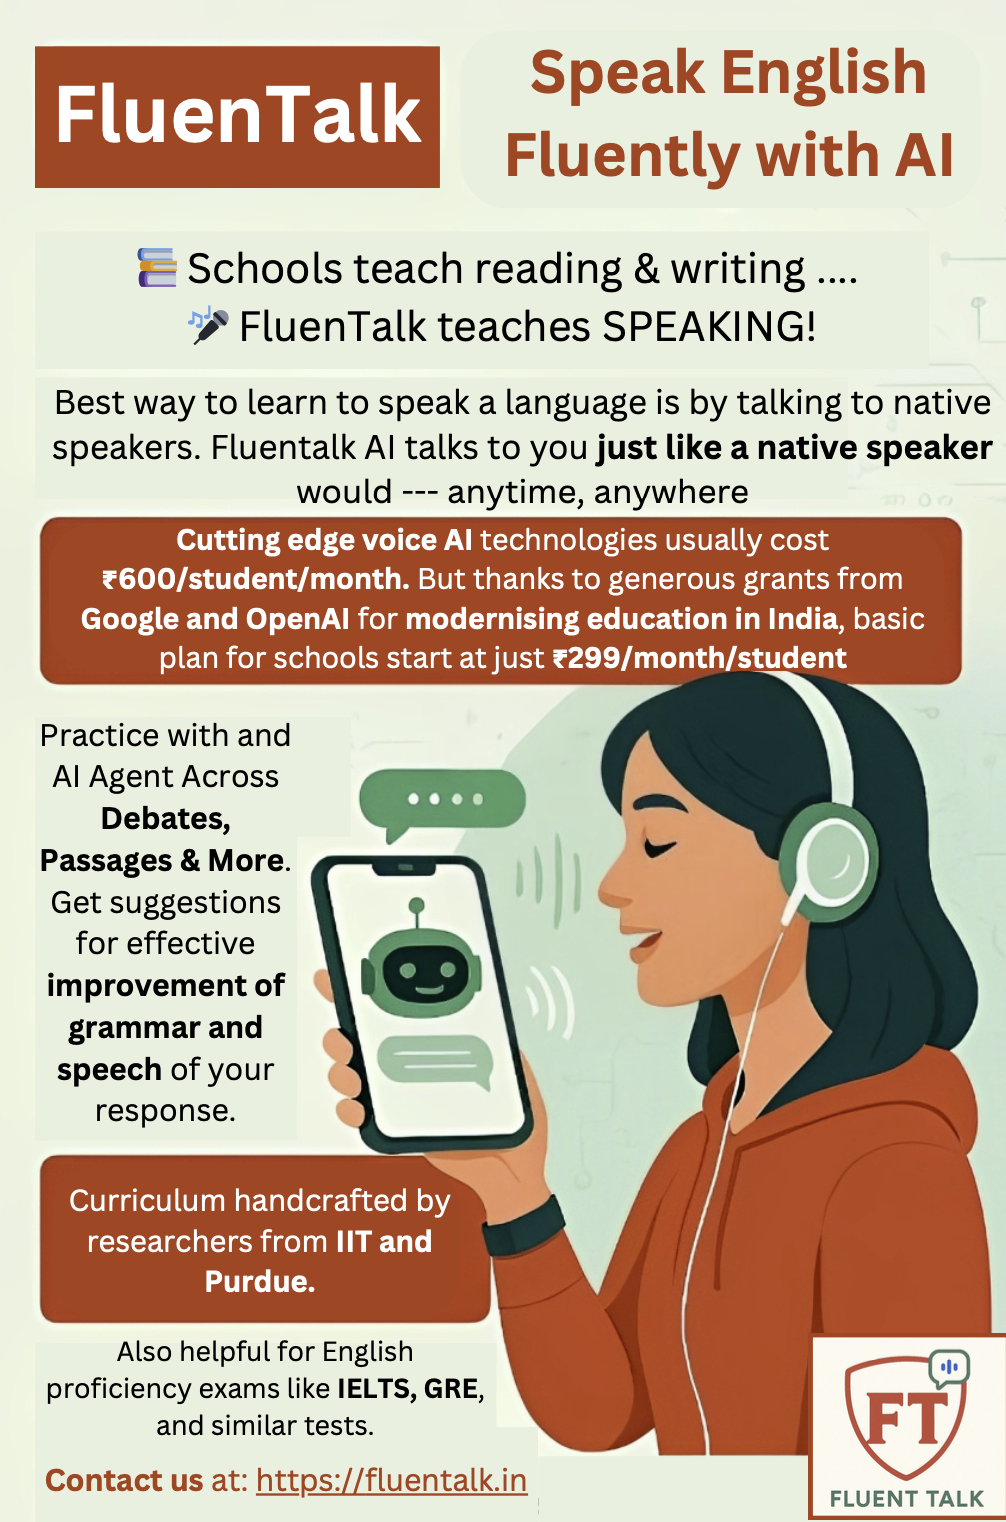 FluenTalk
Speak English
Fluently with AI
📚 Schools teach reading & writing ....
🎤 FluenTalk teaches SPEAKING!
Best way to learn to speak a language is by talking to native
speakers. Fluentalk AI talks to you just like a native speaker
would --- anytime, anywhere
Cutting edge voice AI technologies usually cost
₹600/student/month. But thanks to generous grants from
Google and OpenAI for modernising education in India, basic
plan for schools start at just ₹299/month/student
Practice with and
AI Agent Across
Debates,
Passages & More.
Get suggestions
for effective
improvement of
grammar and
speech of your
response.
Curriculum handcrafted by
researchers from IIT and
Purdue.
Also helpful for English
proficiency exams like IELTS, GRE,
and similar tests.
Contact us at: https://fluentalk.in
FT
FLUENT TALK